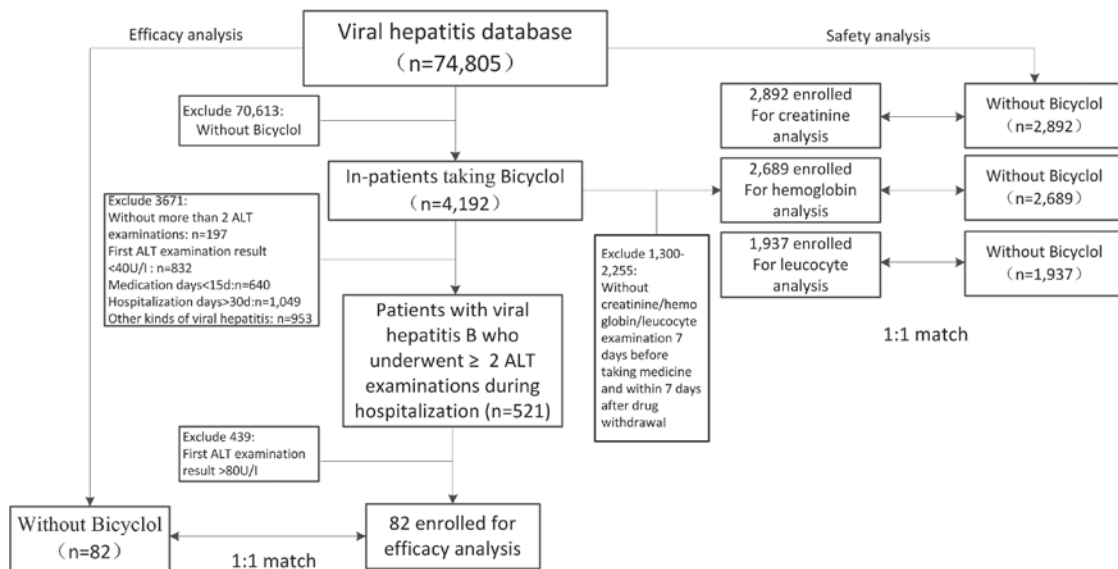 Efficacy analysis
Viral hepatitis database
（n=74,805）
Safety analysis
Exclude 70,613:
Without Bicyclol
2,892 enrolled
For creatinine
analysis
Without Bicyclol
（n=2,892）
In-patients taking Bicyclol
（n=4,192）
2,689 enrolled
For hemoglobin
analysis
Without Bicyclol
（n=2,689）
Exclude 3671:
Without more than 2 ALT
examinations: n=197
First ALT examination result
<40U/l : n=832
Medication days<15d:n=640
Hospitalization days>30d:n=1,049
Other kinds of viral hepatitis: n=953
Exclude 1,300-
2,255:
Without
creatinine/hemo
globin/leucocyte
examination 7
days before
taking medicine
and within 7 days
after drug
withdrawal
1,937 enrolled
For leucocyte
analysis
Without Bicyclol
（n=1,937）
1:1 match
Patients with viral
hepatitis B who
underwent ≥ 2 ALT
examinations during
hospitalization (n=521)
Exclude 439:
First ALT examination
result >80U/l
Without Bicyclol
（n=82）
1:1 match
82 enrolled for
efficacy analysis